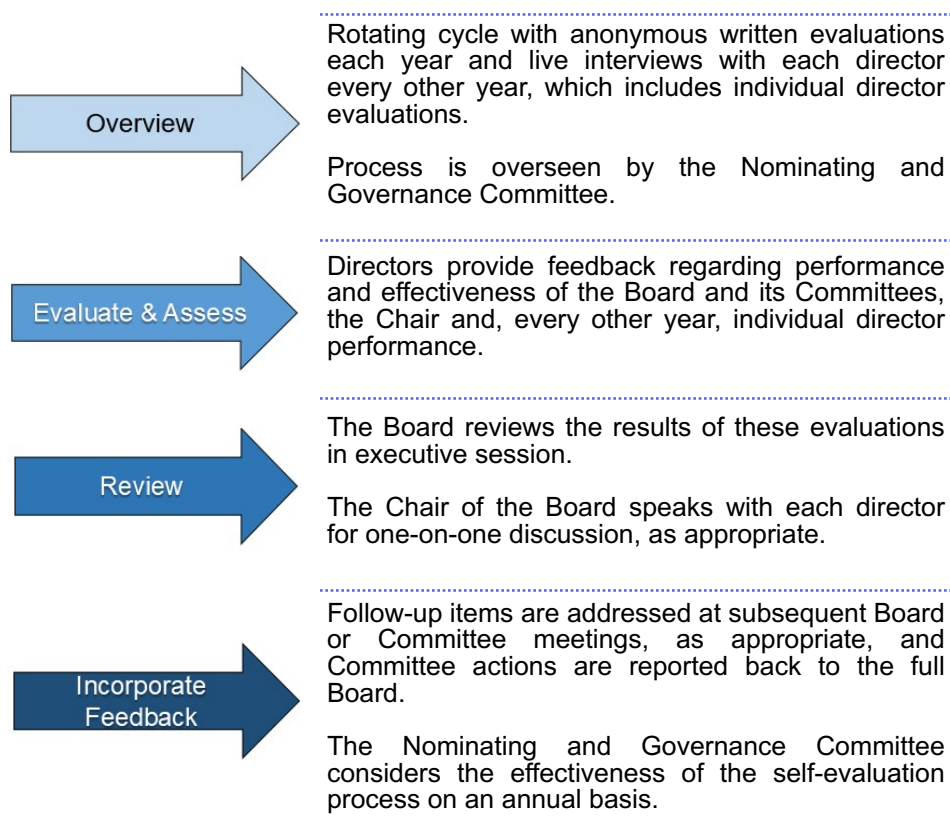 Overview
Rotating cycle with anonymous written evaluations
each year and live interviews with each director
every other year, which includes individual director
evaluations.
Process is overseen by the Nominating and
Governance Committee.
Evaluate & Assess
Directors provide feedback regarding performance
and effectiveness of the Board and its Committees,
the Chair and, every other year, individual director
performance.
Review
The Board reviews the results of these evaluations
in executive session.
The Chair of the Board speaks with each director
for one-on-one discussion, as appropriate.
Incorporate
Feedback
Follow-up items are addressed at subsequent Board
or Committee meetings, as appropriate, and
Committee actions are reported back to the full
Board.
The Nominating and Governance Committee
considers the effectiveness of the self-evaluation
process on an annual basis.